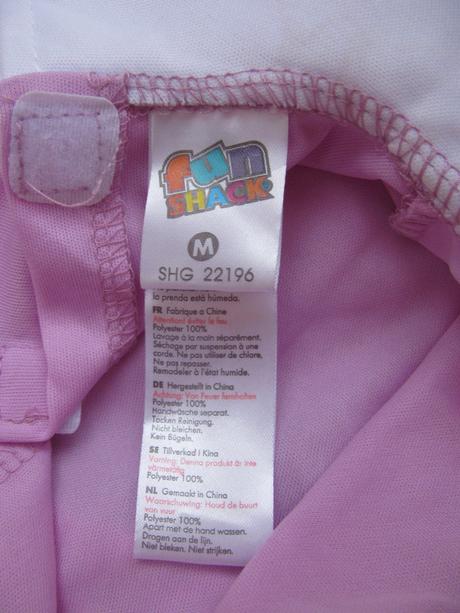 fun
SHACK
M
SHG 22196
la prenda está húmeda.
FR Fabrique a Chine
Attention! éviter le feu
Polyester 100%
Lavage à la main séparément.
Séchage par suspension à une
corde. Ne pas utiliser de chlore,
Ne pas repasser.
Remodeler à l'état humide.
DE Hergestellt in China
Achtung: Von Feuer fernhalten
Polyester 100%
Handwäsche separat.
Tocken Reinigung.
Nicht bleichen.
Kein Bügeln.
SE Tillverkad i Kina
Varning: Denna produkt är inte
värmetålig
Polyester 100%
NL Gemaakt in China
Waarschuwing: Houd de buurt
van vuur
Polyester 100%
Apart met de hand wassen.
Dragen aan de lijn.
Niet bleken. Niet strijken.